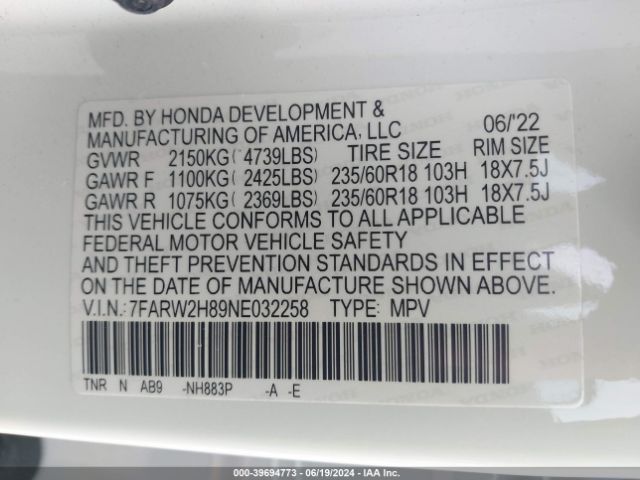 MFD. BY HONDA DEVELOPMENT &
MANUFACTURING OF AMERICA, LLC 06/'22
GVWR 2150KG( 4739LBS) TIRE SIZE RIM SIZE
GAWR F 1100KG( 2425LBS) 235/60R18 103H 18X7.5J
GAWR R 1075KG( 2369LBS) 235/60R18 103H 18X7.5J
THIS VEHICLE CONFORMS TO ALL APPLICABLE
FEDERAL MOTOR VEHICLE SAFETY
AND THEFT PREVENTION STANDARDS IN EFFECT
ON THE DATE OF MANUFACTURE SHOWN ABOVE.
V.I.N.: 7FARW2H89NE032258 TYPE: MPV
TNR N AB9 -NH883P -A -E
000-39694773 - 06/19/2024 - IAAI.COM